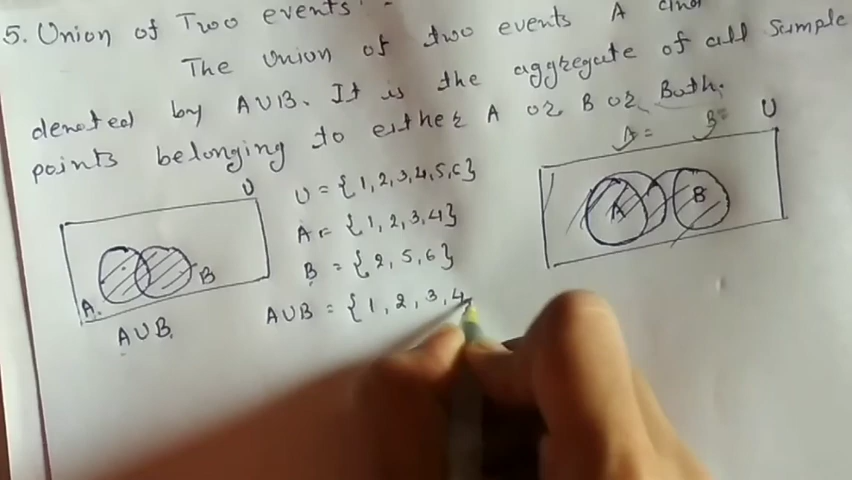 5. Union of Two events
The Union of two events A and
denoted by A∪B. It is the aggregate of all sample
points belonging to either A or B or Both.
U
U = {1,2,3,4,5,6}
A = {1,2,3,4}
B = {2,5,6}
A∪B = {1,2,3,4,
A
B
A∪B
A =
B =
U
A
B